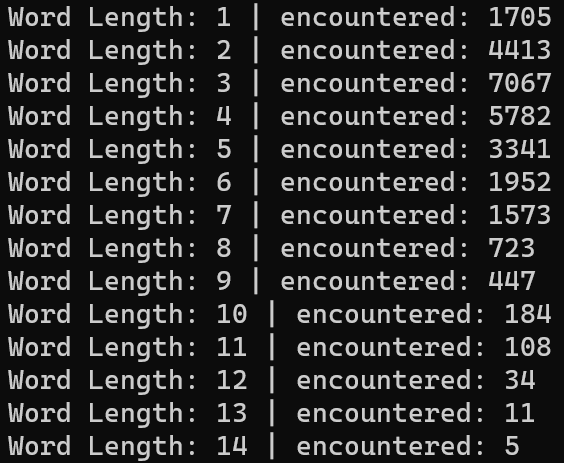 Word Length: 1 | encountered: 1705
Word Length: 2 | encountered: 4413
Word Length: 3 | encountered: 7067
Word Length: 4 | encountered: 5782
Word Length: 5 | encountered: 3341
Word Length: 6 | encountered: 1952
Word Length: 7 | encountered: 1573
Word Length: 8 | encountered: 723
Word Length: 9 | encountered: 447
Word Length: 10 | encountered: 184
Word Length: 11 | encountered: 108
Word Length: 12 | encountered: 34
Word Length: 13 | encountered: 11
Word Length: 14 | encountered: 5